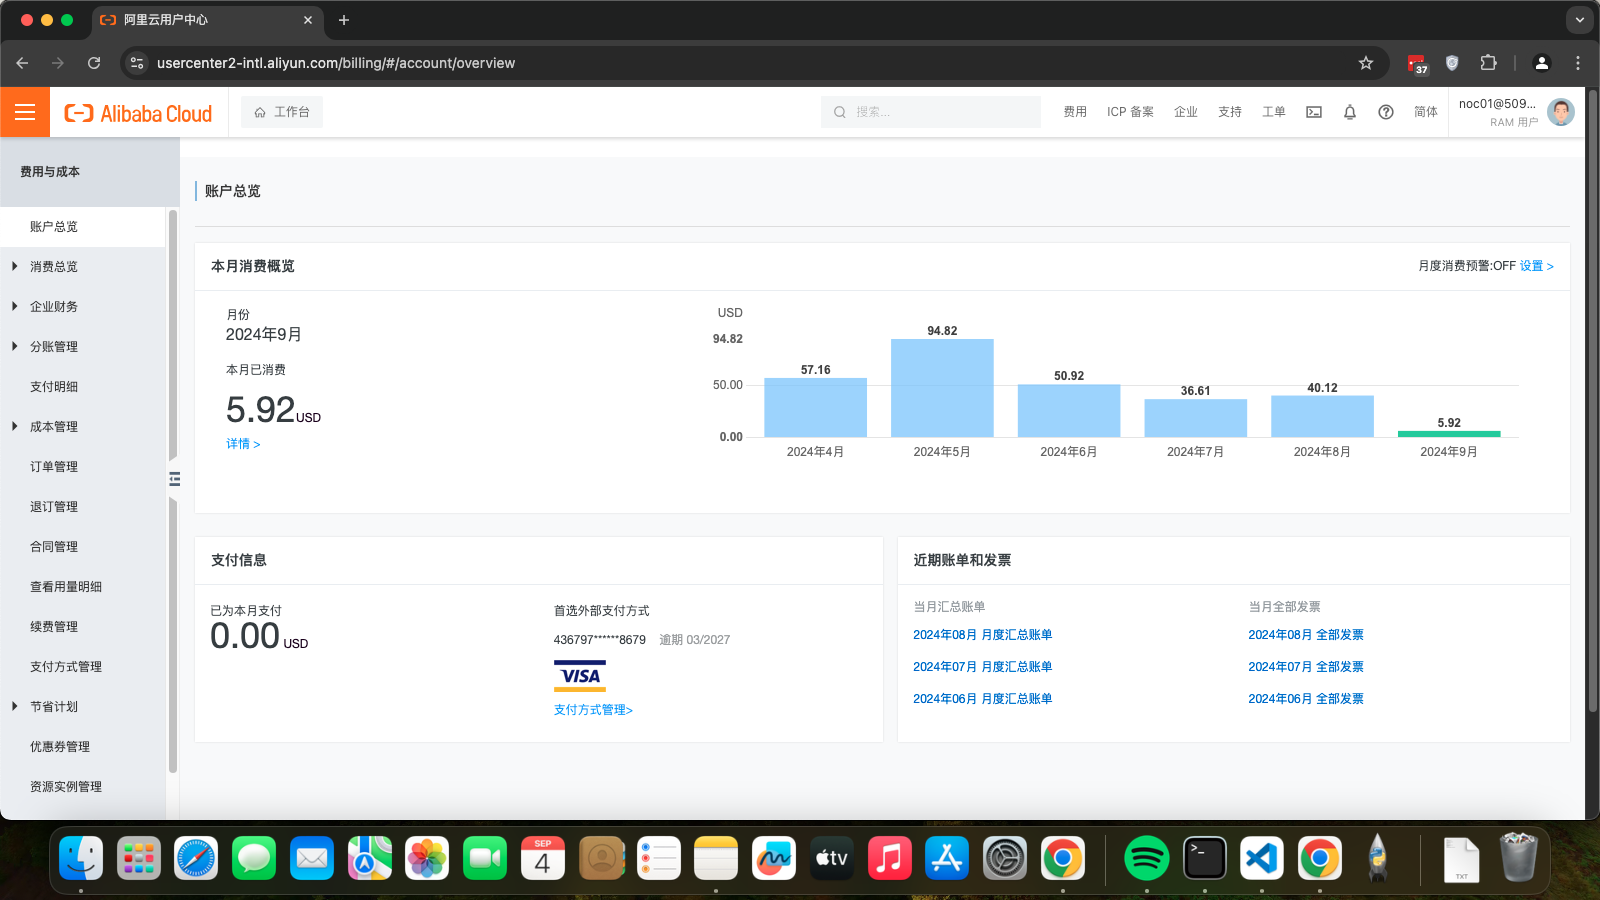 阿里云用户中心
usercenter2-intl.aliyun.com/billing/#/account/overview
37
Alibaba Cloud
工作台
搜索...
费用
ICP 备案
企业
支持
工单
简体
noc01@509...
RAM 用户
费用与成本
账户总览
消费总览
企业财务
分账管理
支付明细
成本管理
订单管理
退订管理
合同管理
查看用量明细
续费管理
支付方式管理
节省计划
优惠券管理
资源实例管理
账户总览
本月消费概览
月度消费预警:OFF 设置 >
月份
2024年9月
本月已消费
5.92USD
详情 >
USD
94.82
50.00
0.00
57.16
94.82
50.92
36.61
40.12
5.92
2024年4月
2024年5月
2024年6月
2024年7月
2024年8月
2024年9月
支付信息
已为本月支付
0.00 USD
首选外部支付方式
436797******8679 逾期 03/2027
VISA
支付方式管理>
近期账单和发票
当月汇总账单
当月全部发票
2024年08月 月度汇总账单
2024年08月 全部发票
2024年07月 月度汇总账单
2024年07月 全部发票
2024年06月 月度汇总账单
2024年06月 全部发票
SEP
4
tv
TXT